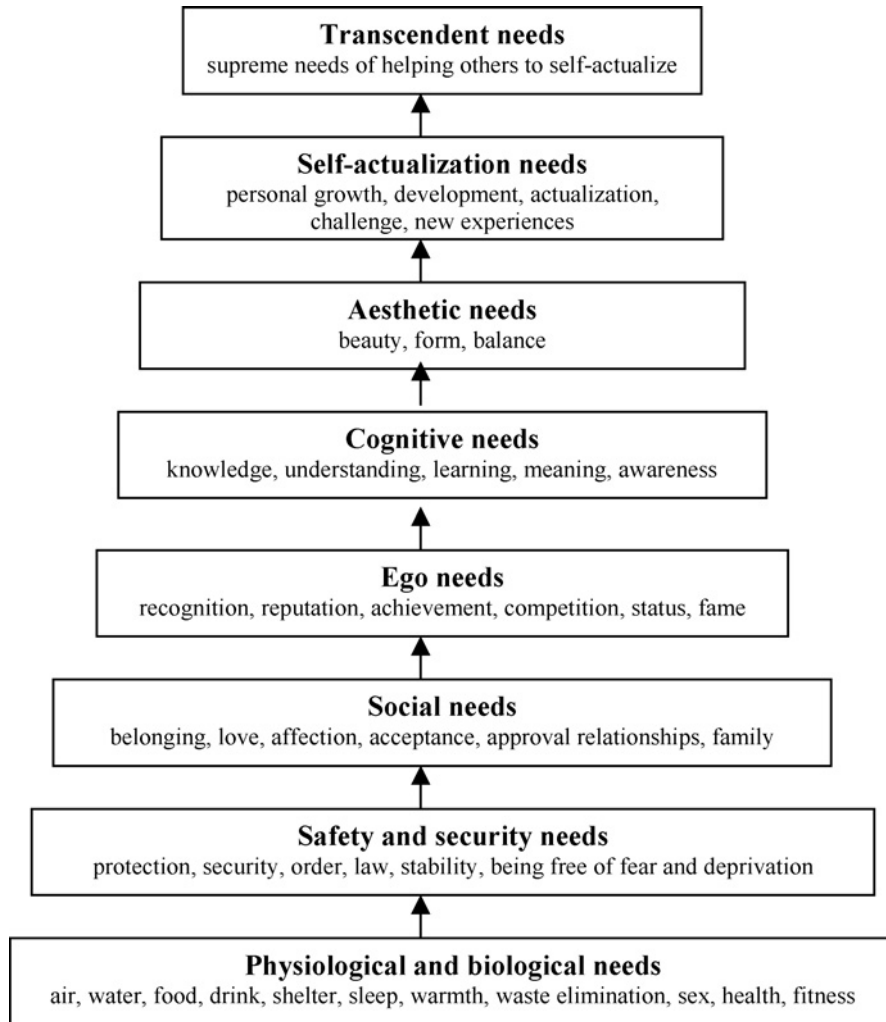 Transcendent needs
supreme needs of helping others to self-actualize
Self-actualization needs
personal growth, development, actualization,
challenge, new experiences
Aesthetic needs
beauty, form, balance
Cognitive needs
knowledge, understanding, learning, meaning, awareness
Ego needs
recognition, reputation, achievement, competition, status, fame
Social needs
belonging, love, affection, acceptance, approval relationships, family
Safety and security needs
protection, security, order, law, stability, being free of fear and deprivation
Physiological and biological needs
air, water, food, drink, shelter, sleep, warmth, waste elimination, sex, health, fitness